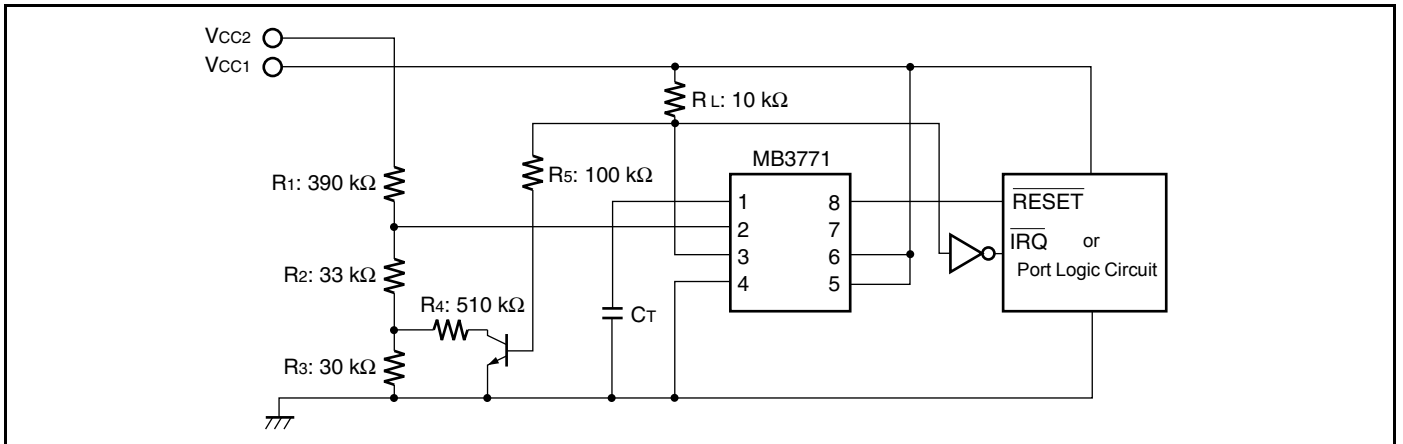 VCC2
VCC1
RL: 10 kΩ
MB3771
R5: 100 kΩ
R1: 390 kΩ
1
8
RESET
2
7
IRQ or
3
6
Port Logic Circuit
R2: 33 kΩ
4
5
R4: 510 kΩ
CT
R3: 30 kΩ